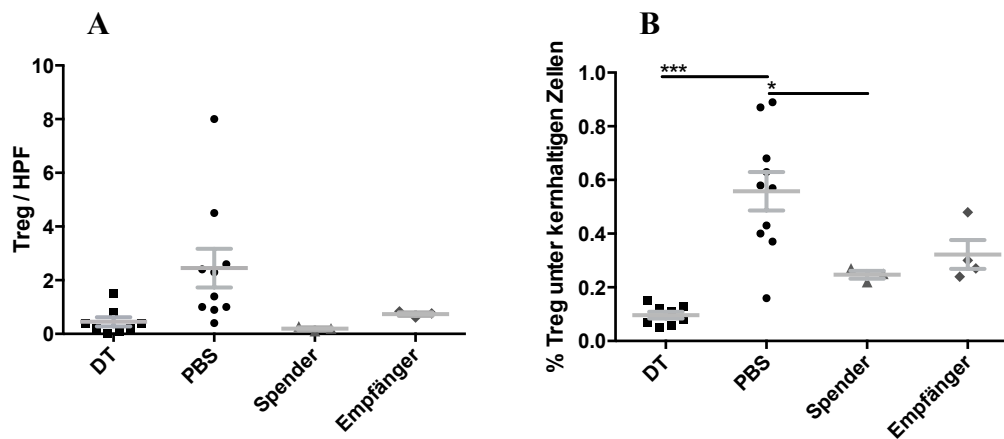 A
Treg / HPF
10
8
6
4
2
0
DT
PBS
Spender
Empfänger
B
% Treg unter kernhaltigen Zellen
1.0
0.8
0.6
0.4
0.2
0.0
***
*
DT
PBS
Spender
Empfänger